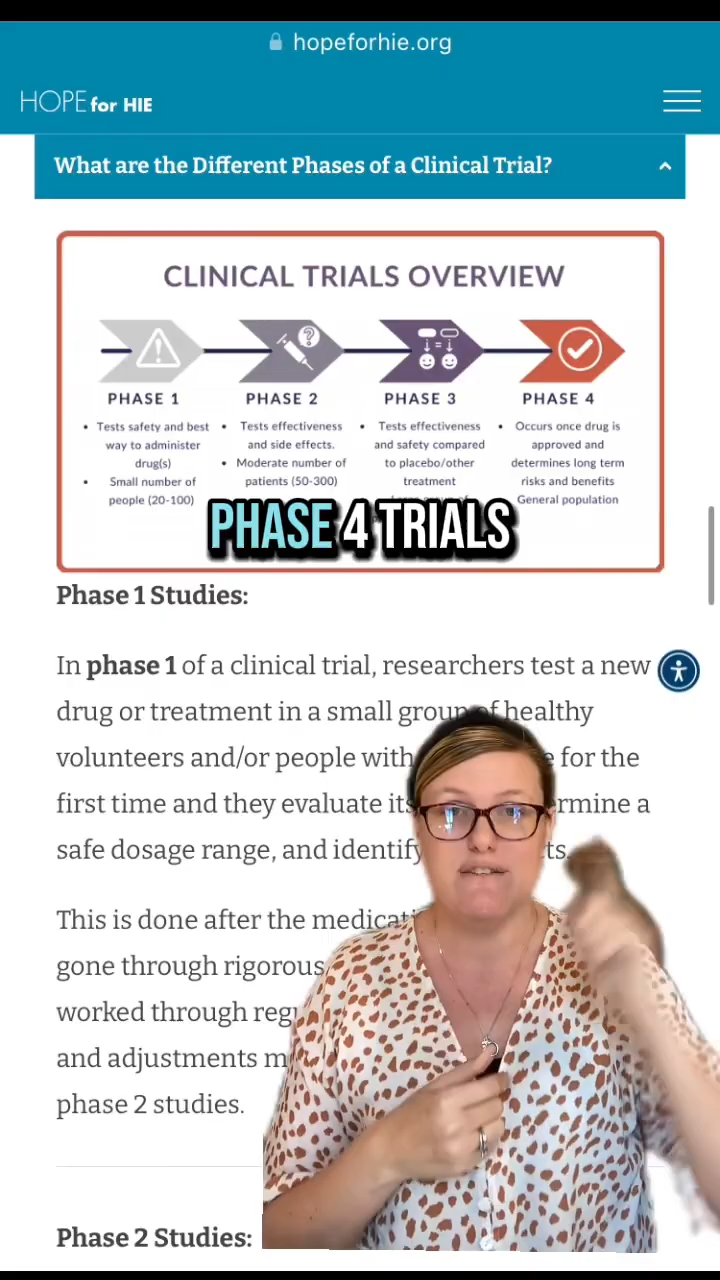 hopeforhie.org
HOPE for HIE
What are the Different Phases of a Clinical Trial?
CLINICAL TRIALS OVERVIEW
PHASE 1
• Tests safety and best
way to administer
drug(s)
• Small number of
people (20-100)
PHASE 2
• Tests effectiveness
and side effects.
• Moderate number of
patients (50-300)
PHASE 3
• Tests effectiveness
and safety compared
to placebo/other
treatment
PHASE 4
• Occurs once drug is
approved and
determines long term
risks and benefits
General population
PHASE 4 TRIALS
Phase 1 Studies:
In phase 1 of a clinical trial, researchers test a new
drug or treatment in a small group of healthy
volunteers and/or people with for the
first time and they evaluate its a
safe dosage range, and identify
This is done after the
gone through rigorous
worked through
and adjustments
phase 2 studies.
Phase 2 Studies: